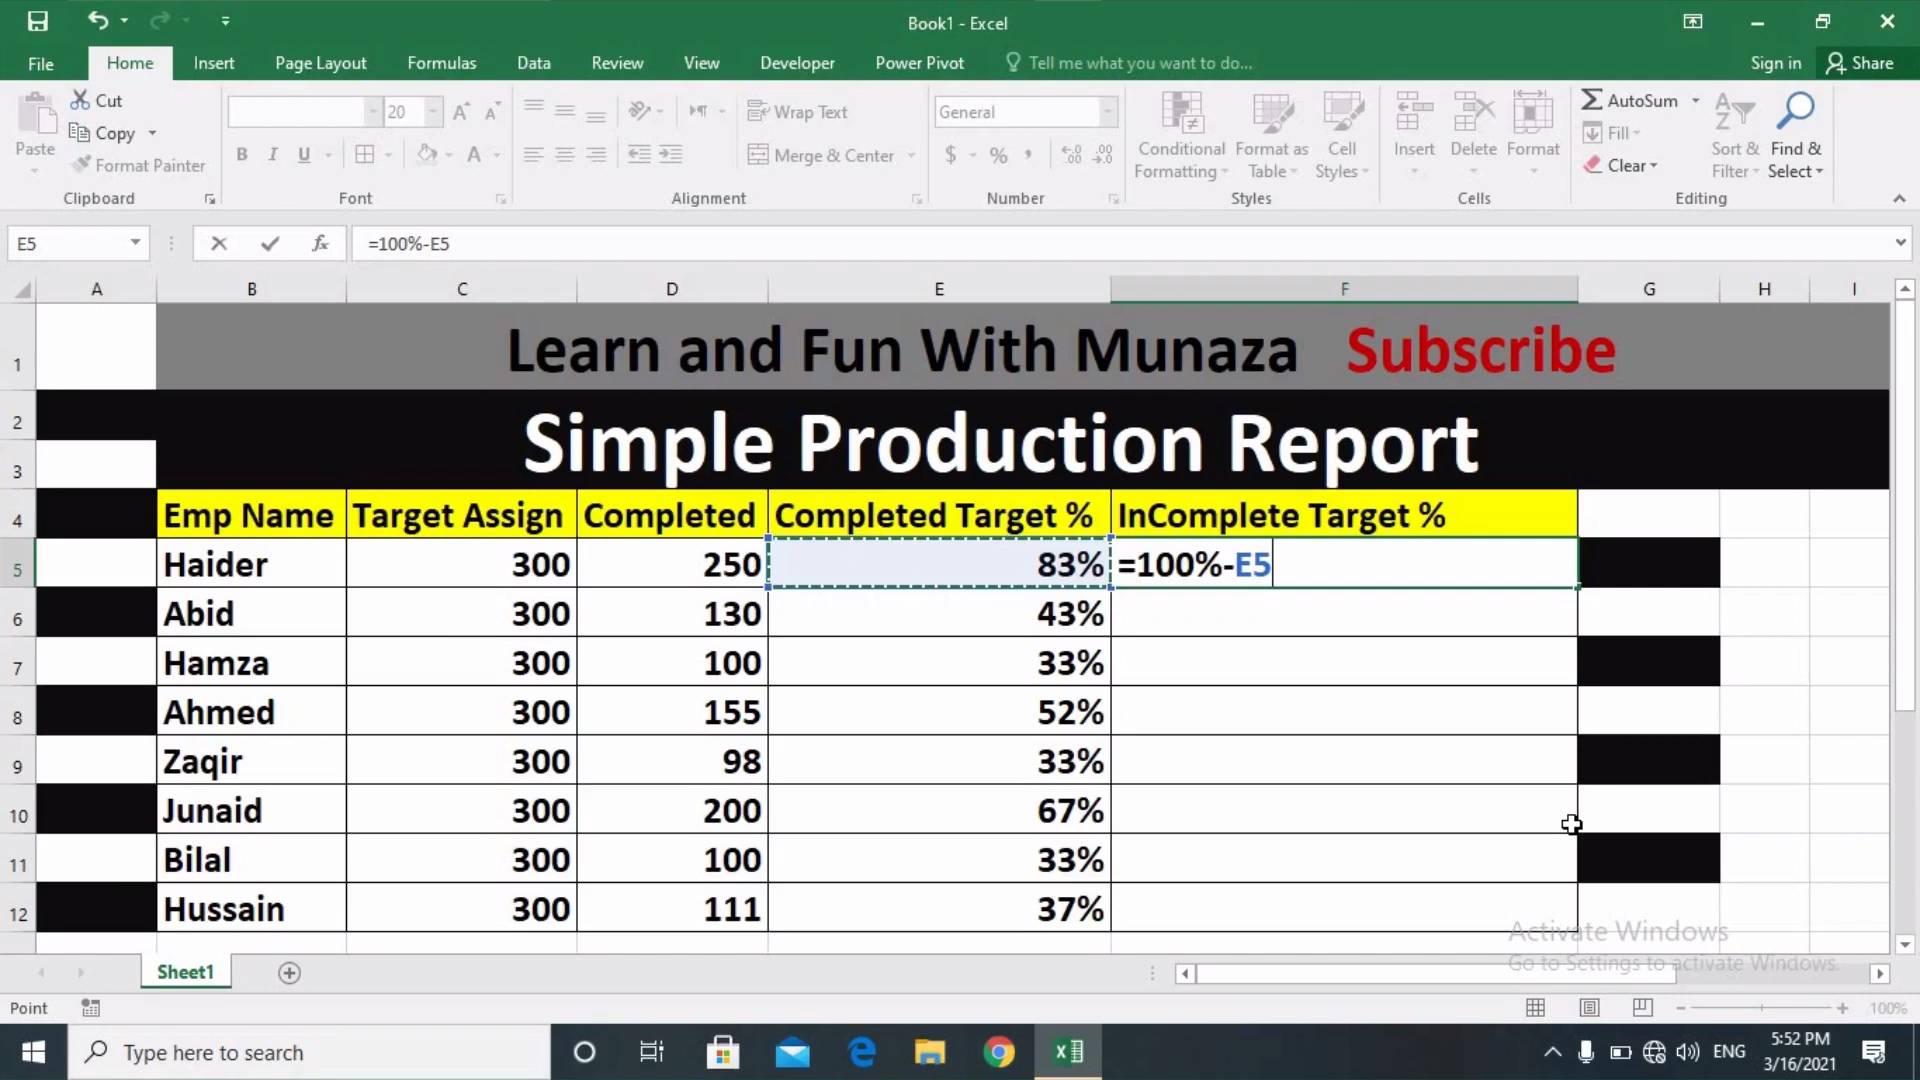 Book1 - Excel
File Home Insert Page Layout Formulas Data Review View Developer Power Pivot Tell me what you want to do... Sign in Share
Paste Cut Copy Format Painter Clipboard
20 B I U Font
Wrap Text Merge & Center Alignment
General $ % , Number
Conditional Formatting Format as Table Cell Styles Styles
Insert Delete Format Cells
AutoSum Fill Clear Sort & Filter Find & Select Editing
E5 fx =100%-E5
A B C D E F G H I
1 Learn and Fun With Munaza Subscribe
2 Simple Production Report
3
4 Emp Name Target Assign Completed Completed Target % InComplete Target %
5 Haider 300 250 83% =100%-E5
6 Abid 300 130 43%
7 Hamza 300 100 33%
8 Ahmed 300 155 52%
9 Zaqir 300 98 33%
10 Junaid 300 200 67%
11 Bilal 300 100 33%
12 Hussain 300 111 37%
Activate Windows
Go to Settings to activate Windows.
Sheet1
Point 100%
Type here to search ENG 5:52 PM
3/16/2021